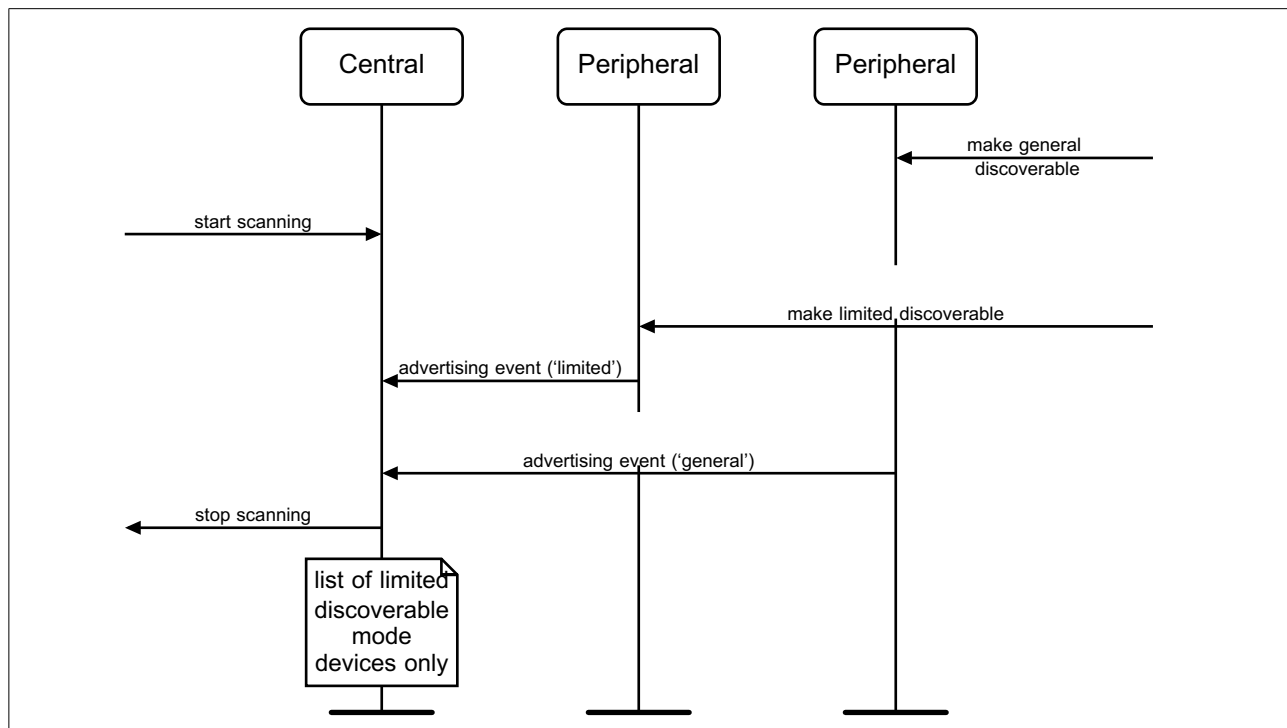 Central
Peripheral
Peripheral
make general
discoverable
start scanning
make limited discoverable
advertising event (‘limited’)
advertising event (‘general’)
stop scanning
list of limited
discoverable
mode
devices only